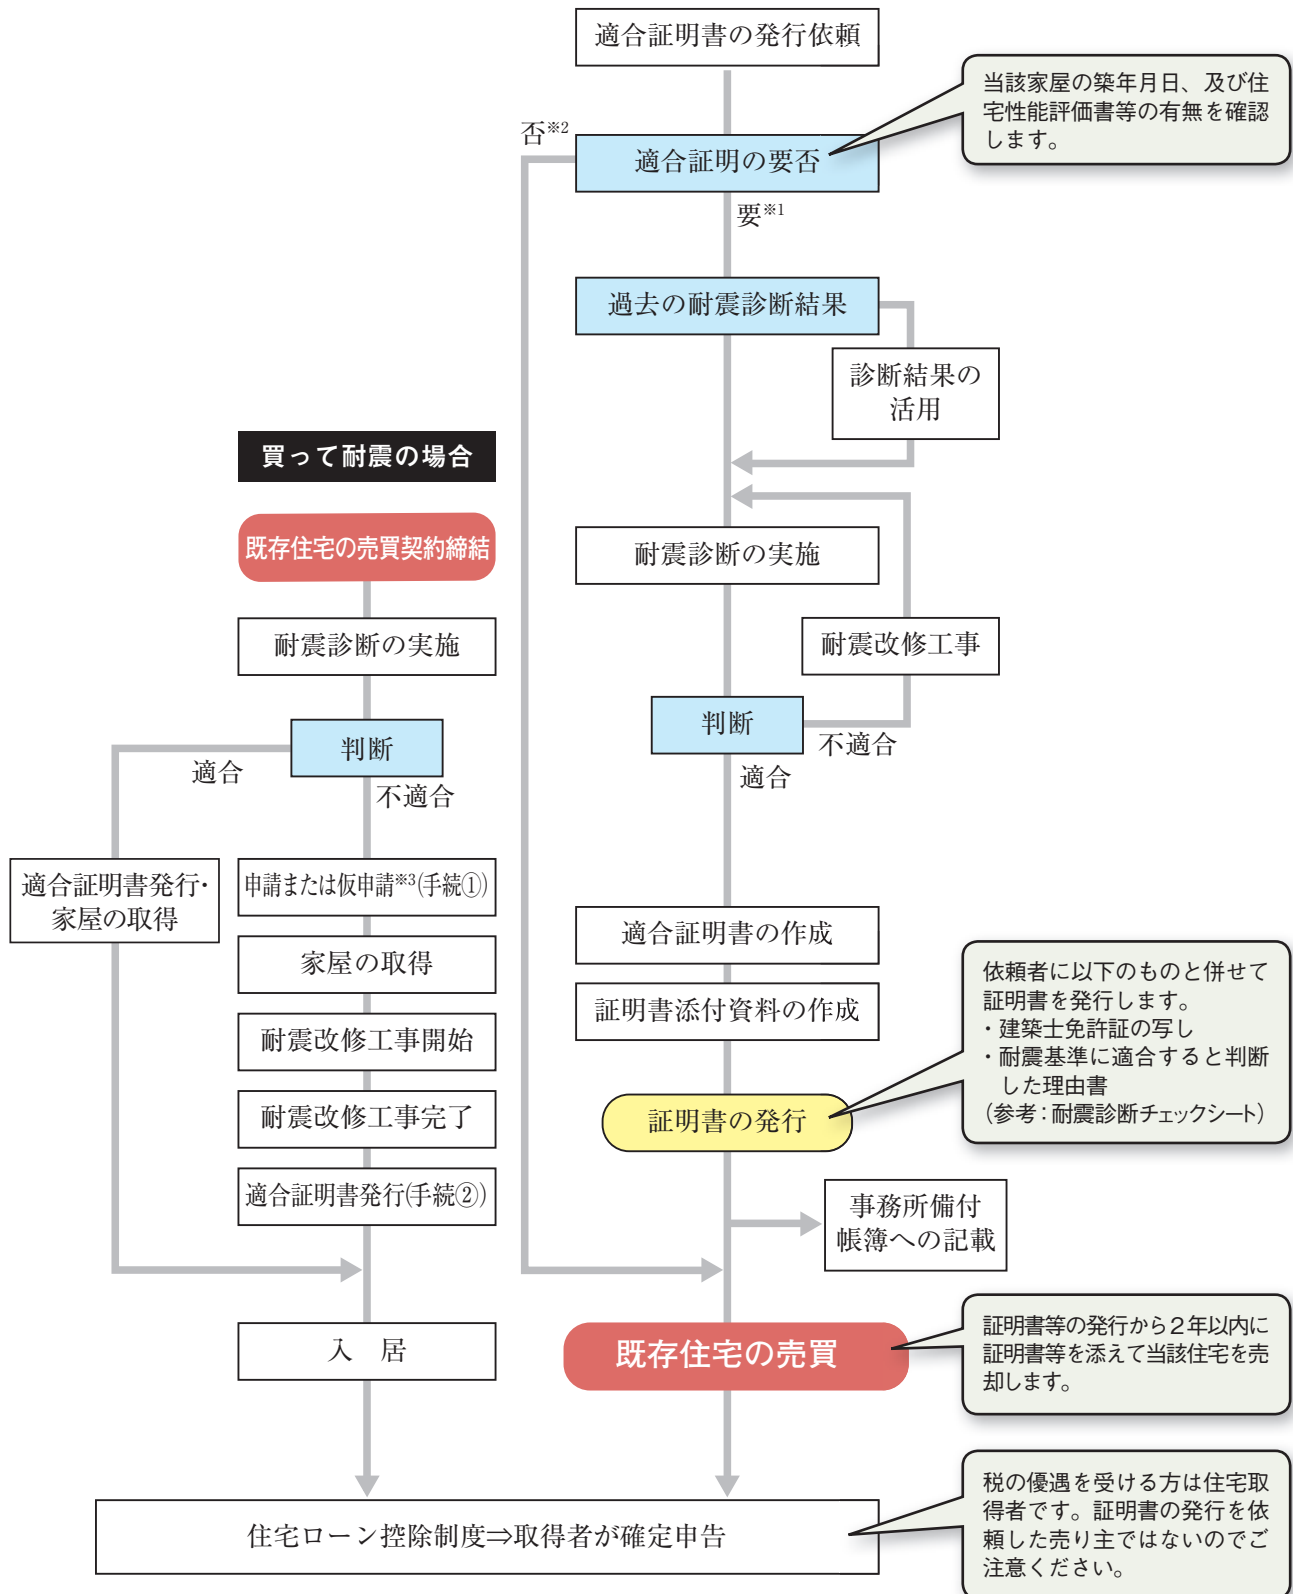 適合証明書の発行依頼
当該家屋の築年月日、及び住
宅性能評価書等の有無を確認
します。
否※2
適合証明の要否
要※1
過去の耐震診断結果
診断結果の
活用
耐震診断の実施
耐震改修工事
判断
不適合
適合
適合証明書の作成
証明書添付資料の作成
依頼者に以下のものと併せて
証明書を発行します。
・建築士免許証の写し
・耐震基準に適合すると判断
した理由書
（参考：耐震診断チェックシート）
証明書の発行
事務所備付
帳簿への記載
既存住宅の売買
証明書等の発行から２年以内に
証明書等を添えて当該住宅を売
却します。
買って耐震の場合
既存住宅の売買契約締結
耐震診断の実施
判断
適合
不適合
適合証明書発行・
家屋の取得
申請または仮申請※3(手続①)
家屋の取得
耐震改修工事開始
耐震改修工事完了
適合証明書発行(手続②)
入　居
住宅ローン控除制度⇒取得者が確定申告
税の優遇を受ける方は住宅取
得者です。証明書の発行を依
頼した売り主ではないのでご
注意ください。